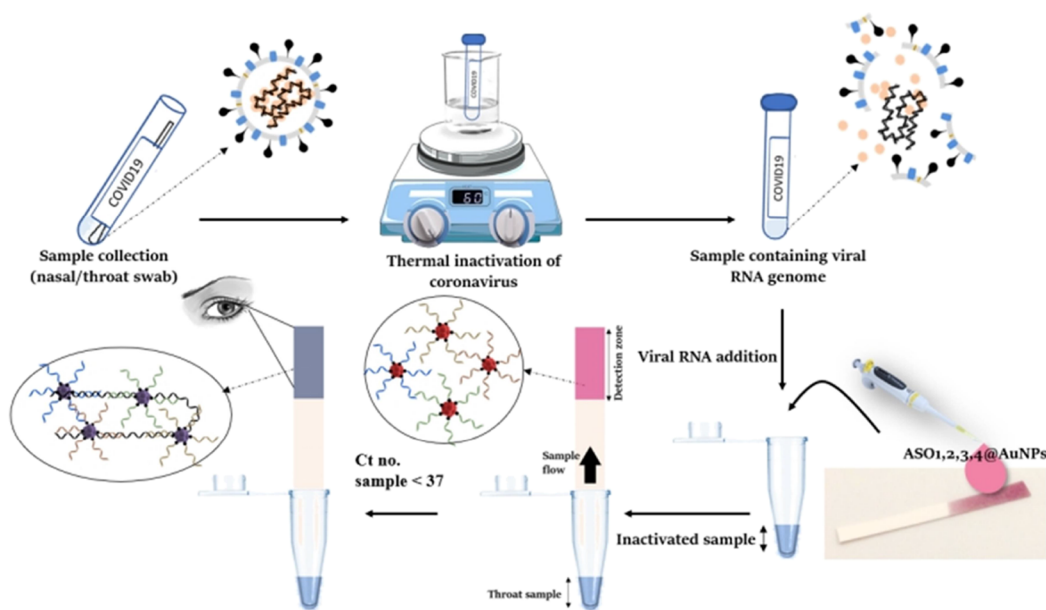 COVID19
Sample collection
(nasal/throat swab)
COVID19
60
Thermal inactivation of
coronavirus
COVID19
Sample containing viral
RNA genome
Viral RNA addition
ASO1,2,3,4@AuNPs
Inactivated sample
Detection zone
Sample
flow
Throat sample
Ct no.
sample < 37